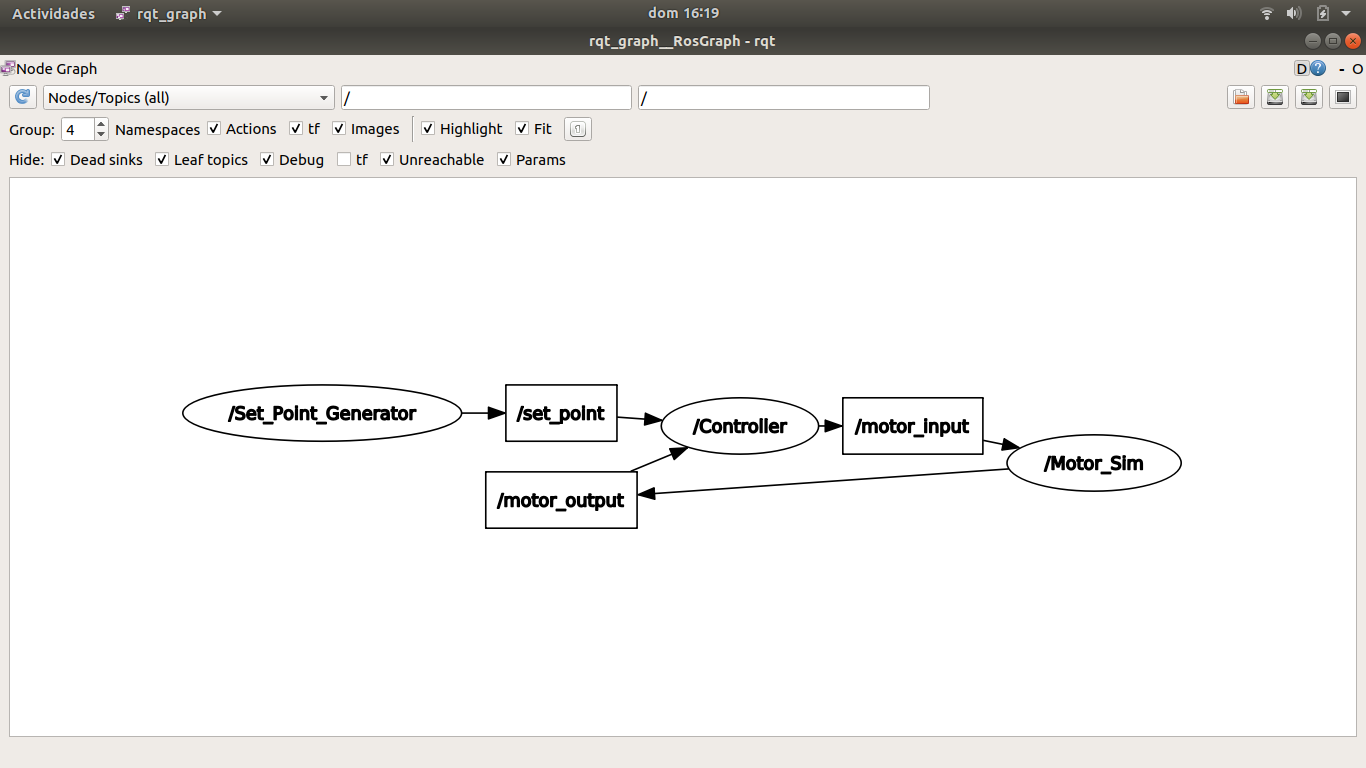 Actividades rqt_graph dom 16:19
rqt_graph__RosGraph - rqt
Node Graph D ? - O
Nodes/Topics (all) / /
Group: 4 Namespaces Actions tf Images Highlight Fit
Hide: Dead sinks Leaf topics Debug tf Unreachable Params
/Set_Point_Generator
/set_point
/Controller
/motor_input
/Motor_Sim
/motor_output